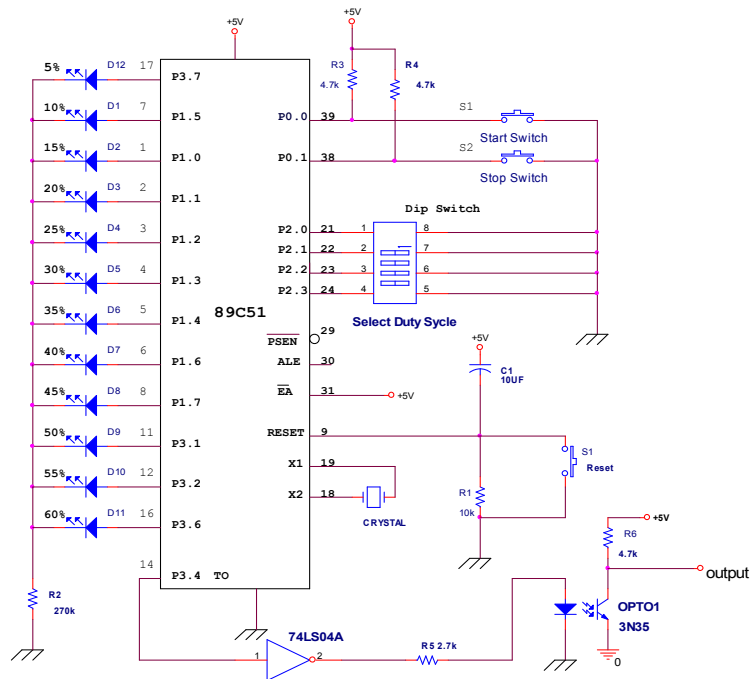 +5V
+5V
5%
D12
17
P3.7
R3
4.7k
R4
4.7k
10%
D1
7
P1.5
P0.0
39
S1
Start Switch
15%
D2
1
P1.0
P0.1
38
S2
Stop Switch
20%
D3
2
P1.1
Dip Switch
25%
D4
3
P1.2
P2.0
21
1
8
P2.1
22
2
7
30%
D5
4
P1.3
P2.2
23
3
6
P2.3
24
4
5
35%
D6
5
P1.4
89C51
Select Duty Sycle
PSEN
29
40%
D7
6
P1.6
ALE
30
+5V
C1
10UF
45%
D8
8
P1.7
EA
31
+5V
50%
D9
11
P3.1
RESET
9
S1
Reset
55%
D10
12
P3.2
X1
19
X2
18
CRYSTAL
R1
10k
60%
D11
16
P3.6
+5V
R6
4.7k
14
P3.4 TO
output
R2
270k
OPTO1
3N35
0
74LS04A
1
2
R5 2.7k